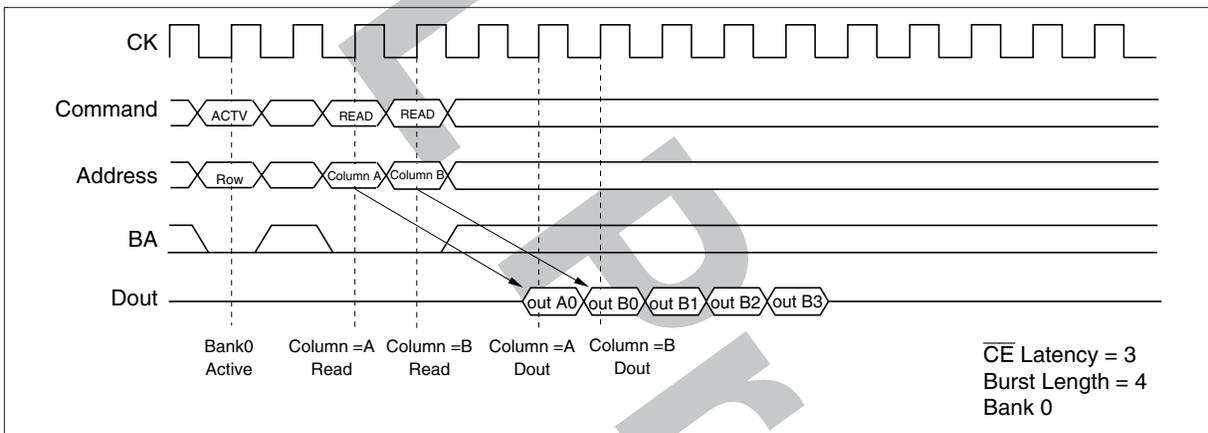 CK
Command ACTV READ READ
Address Row Column A Column B
BA
Dout out A0 out B0 out B1 out B2 out B3
Bank0 Active
Column =A Read
Column =B Read
Column =A Dout
Column =B Dout
CE Latency = 3
Burst Length = 4
Bank 0